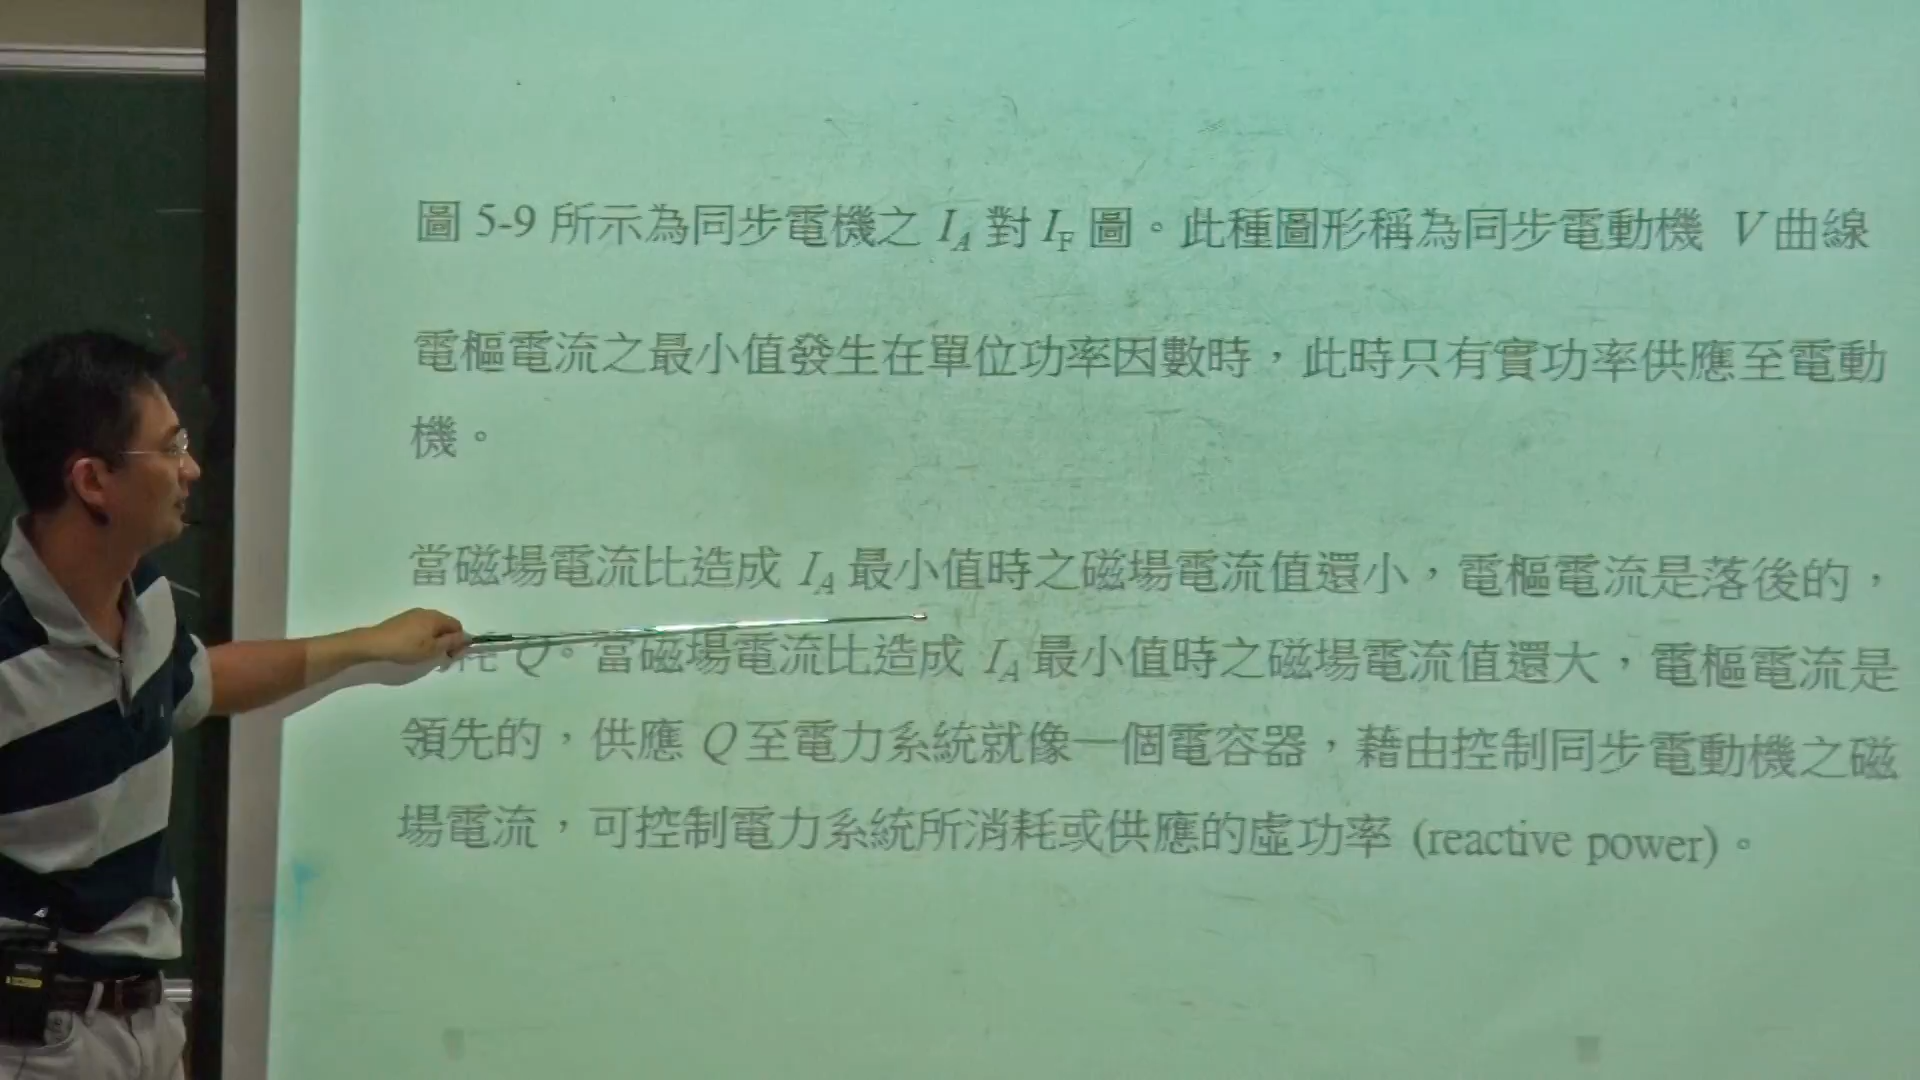 圖 5-9 所示為同步電機之 I_A 對 I_F 圖。此種圖形稱為同步電動機 V 曲線
電樞電流之最小值發生在單位功率因數時，此時只有實功率供應至電動
機。
當磁場電流比造成 I_A 最小值時之磁場電流值還小，電樞電流是落後的，
耗 Q。當磁場電流比造成 I_A 最小值時之磁場電流值還大，電樞電流是
領先的，供應 Q 至電力系統就像一個電容器，藉由控制同步電動機之磁
場電流，可控制電力系統所消耗或供應的虛功率 (reactive power)。